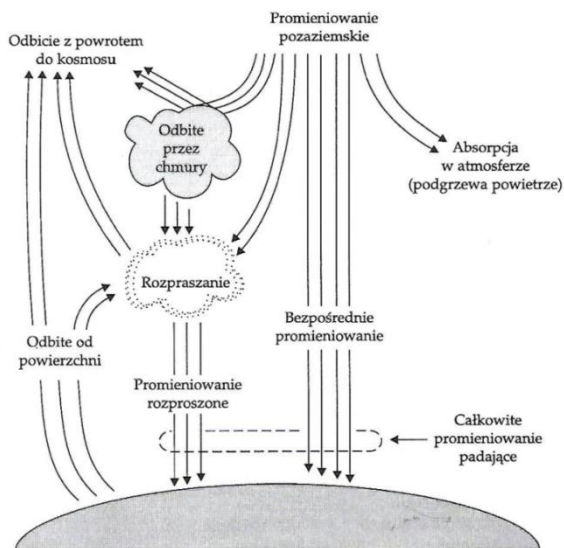 Promieniowanie
pozaziemskie
Odbicie z powrotem
do kosmosu
Odbite
przez
chmury
Absorpcja
w atmosferze
(podgrzewa powietrze)
Rozpraszanie
Bezpośrednie
promieniowanie
Odbite od
powierzchni
Promieniowanie
rozproszone
Całkowite
promieniowanie
padające